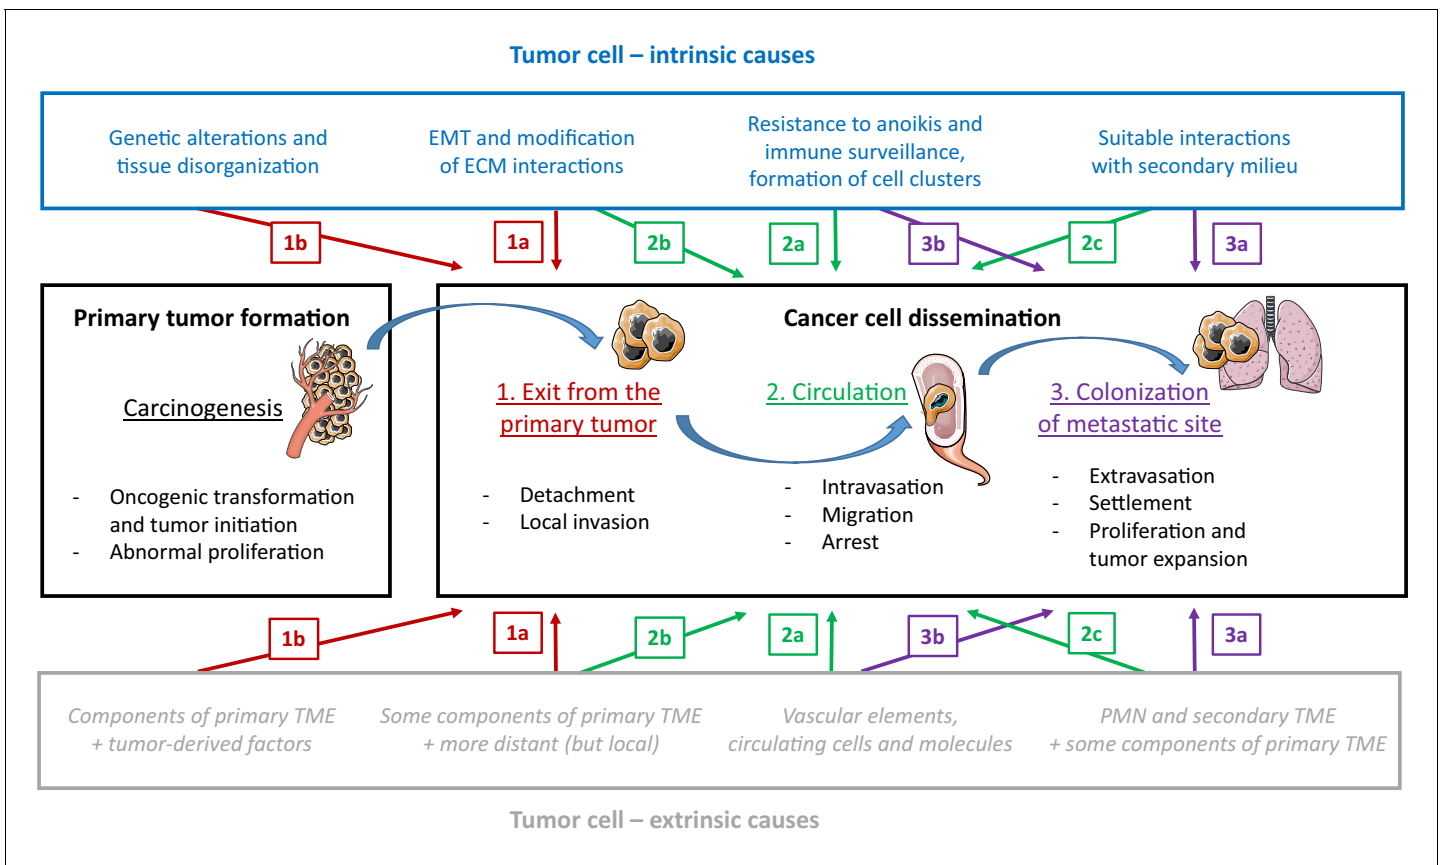 Tumor cell – intrinsic causes
Genetic alterations and
tissue disorganization
EMT and modification
of ECM interactions
Resistance to anoikis and
immune surveillance,
formation of cell clusters
Suitable interactions
with secondary milieu
1b
1a
2b
2a
3b
2c
3a
Primary tumor formation
Carcinogenesis
- Oncogenic transformation
and tumor initiation
- Abnormal proliferation
Cancer cell dissemination
1. Exit from the
primary tumor
- Detachment
- Local invasion
2. Circulation
- Intravasation
- Migration
- Arrest
3. Colonization
of metastatic site
- Extravasation
- Settlement
- Proliferation and
tumor expansion
1b
1a
2b
2a
3b
2c
3a
Components of primary TME
+ tumor-derived factors
Some components of primary TME
+ more distant (but local)
Vascular elements,
circulating cells and molecules
PMN and secondary TME
+ some components of primary TME
Tumor cell – extrinsic causes